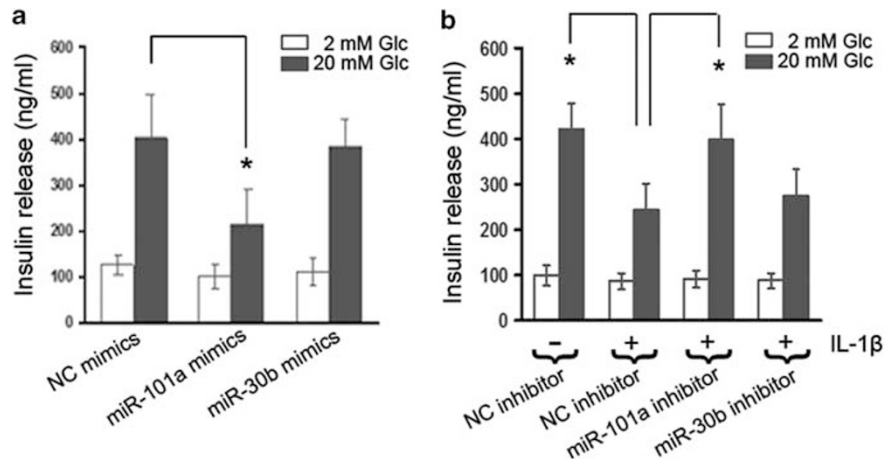 a
Insulin release (ng/ml)
600
500
400
300
200
100
0
2 mM Glc
20 mM Glc
*
NC mimics
miR-101a mimics
miR-30b mimics
b
Insulin release (ng/ml)
600
500
400
300
200
100
0
2 mM Glc
20 mM Glc
* *
− + + + IL-1β
NC inhibitor
NC inhibitor
miR-101a inhibitor
miR-30b inhibitor